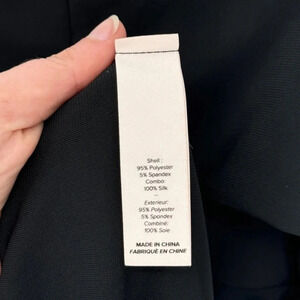 Shell:
95% Polyester
5% Spandex
Combo:
100% Silk
–
Exterieur:
95% Polyester
5% Spandex
Combiné:
100% Soie
MADE IN CHINA
FABRIQUÉ EN CHINE